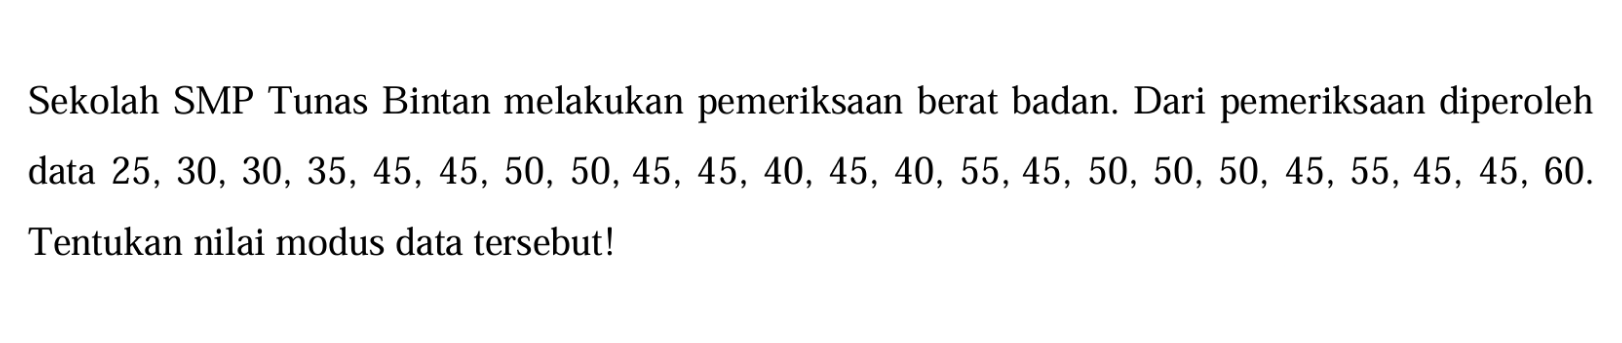 Sekolah SMP Tunas Bintan melakukan pemeriksaan berat badan. Dari pemeriksaan diperoleh
data 25, 30, 30, 35, 45, 45, 50, 50, 45, 45, 40, 45, 40, 55, 45, 50, 50, 50, 45, 55, 45, 45, 60.
Tentukan nilai modus data tersebut!